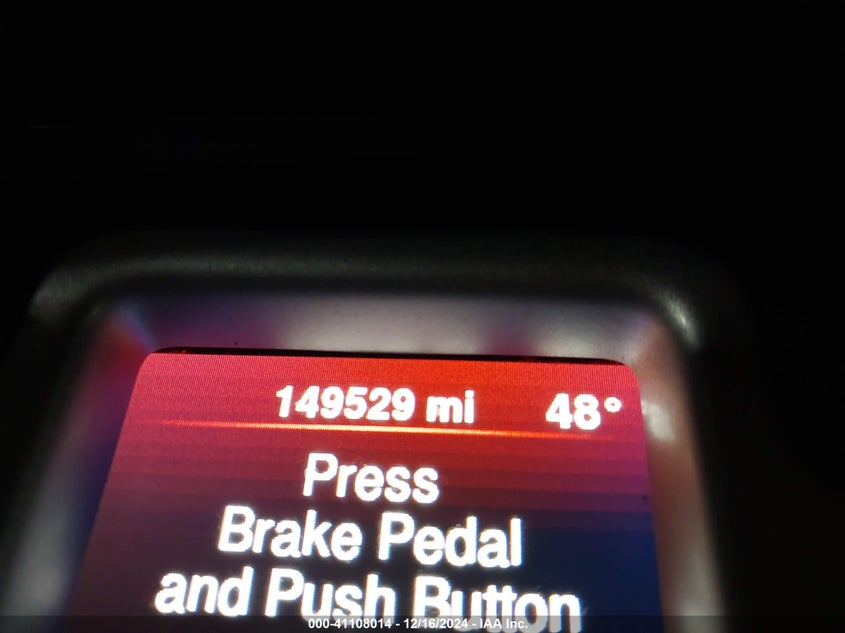 149529 mi 48°
Press
Brake Pedal
and Push Button
000-41108014 - 12/16/2024 - IAA Inc.